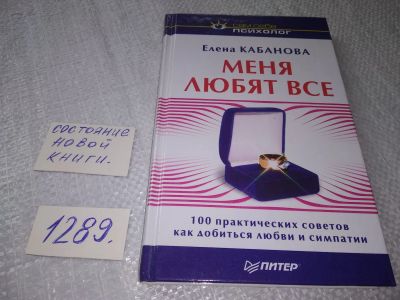 САМ СЕБЕ
ПСИХОЛОГ
Елена КАБАНОВА
МЕНЯ
ЛЮБЯТ ВСЕ
100 практических советов
как добиться любви и симпатии
ПИТЕР
СОСТОЯНИЕ
НОВОЙ
КНИГИ.
1289.